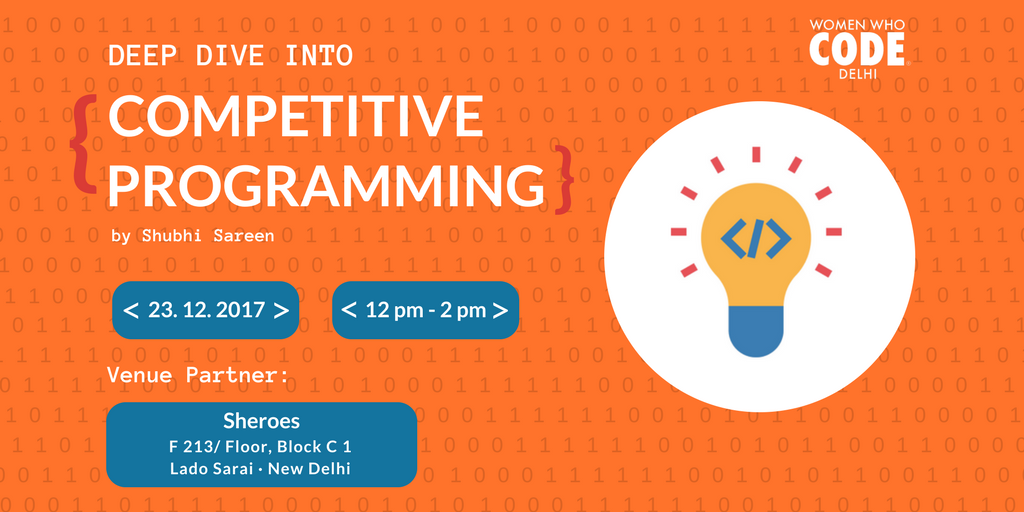 DEEP DIVE INTO
{ COMPETITIVE
PROGRAMMING }
by Shubhi Sareen
< 23. 12. 2017 >
< 12 pm - 2 pm >
Venue Partner:
Sheroes
F 213/ Floor, Block C 1
Lado Sarai · New Delhi
WOMEN WHO
CODE
DELHI
</>